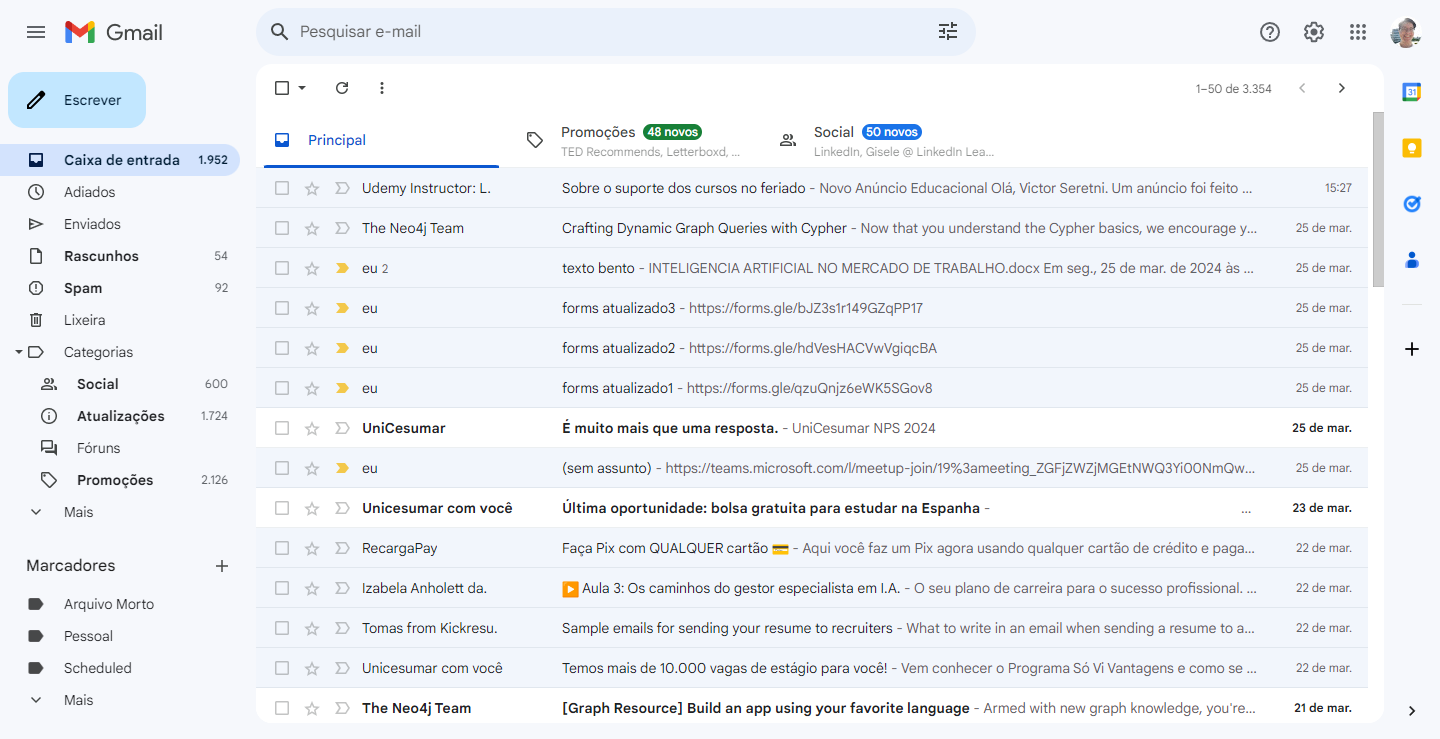 Gmail
Pesquisar e-mail
Escrever
Caixa de entrada 1.952
Adiados
Enviados
Rascunhos 54
Spam 92
Lixeira
Categorias
Social 600
Atualizações 1.724
Fóruns
Promoções 2.126
Mais
Marcadores
Arquivo Morto
Pessoal
Scheduled
Mais
1–50 de 3.354
Principal
Promoções 48 novos
TED Recommends, Letterboxd, ...
Social 50 novos
LinkedIn, Gisele @ LinkedIn Lea...
Udemy Instructor: L. Sobre o suporte dos cursos no feriado - Novo Anúncio Educacional Olá, Victor Seretni. Um anúncio foi feito ... 15:27
The Neo4j Team Crafting Dynamic Graph Queries with Cypher - Now that you understand the Cypher basics, we encourage y... 25 de mar.
eu 2 texto bento - INTELIGENCIA ARTIFICIAL NO MERCADO DE TRABALHO.docx Em seg., 25 de mar. de 2024 às ... 25 de mar.
eu forms atualizado3 - https://forms.gle/bJZ3s1r149GZqPP17 25 de mar.
eu forms atualizado2 - https://forms.gle/hdVesHACVwVgiqcBA 25 de mar.
eu forms atualizado1 - https://forms.gle/qzuQnjz6eWK5SGov8 25 de mar.
UniCesumar É muito mais que uma resposta. - UniCesumar NPS 2024 25 de mar.
eu (sem assunto) - https://teams.microsoft.com/l/meetup-join/19%3ameeting_ZGFjZWZjMGEtNWQ3Yi00NmQw... 25 de mar.
Unicesumar com você Última oportunidade: bolsa gratuita para estudar na Espanha - ... 23 de mar.
RecargaPay Faça Pix com QUALQUER cartão 💳 - Aqui você faz um Pix agora usando qualquer cartão de crédito e paga... 22 de mar.
Izabela Anholett da. ▶️ Aula 3: Os caminhos do gestor especialista em I.A. - O seu plano de carreira para o sucesso profissional. ... 22 de mar.
Tomas from Kickresu. Sample emails for sending your resume to recruiters - What to write in an email when sending a resume to a... 22 de mar.
Unicesumar com você Temos mais de 10.000 vagas de estágio para você! - Vem conhecer o Programa Só Vi Vantagens e como se ... 22 de mar.
The Neo4j Team [Graph Resource] Build an app using your favorite language - Armed with new graph knowledge, you're... 21 de mar.
31